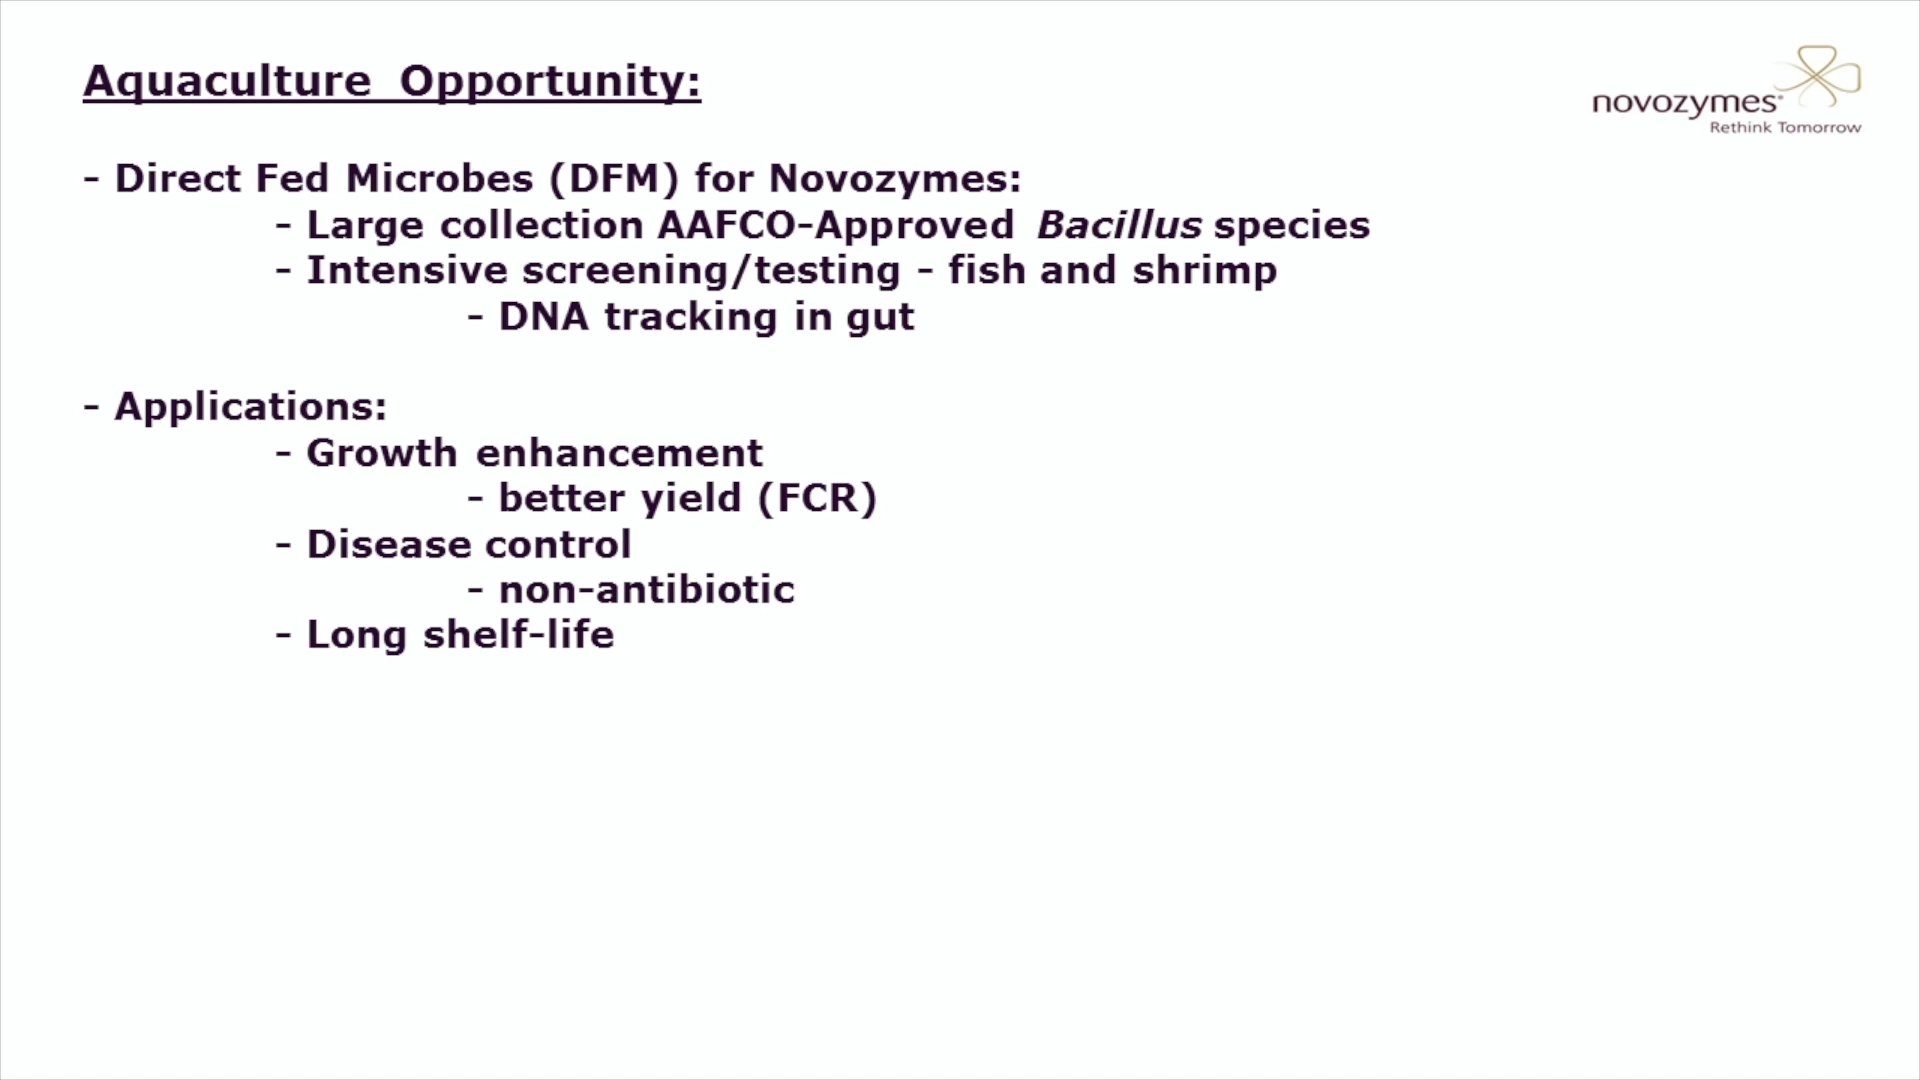 Aquaculture Opportunity:
novozymes
Rethink Tomorrow
- Direct Fed Microbes (DFM) for Novozymes:
- Large collection AAFCO-Approved Bacillus species
- Intensive screening/testing - fish and shrimp
- DNA tracking in gut
- Applications:
- Growth enhancement
- better yield (FCR)
- Disease control
- non-antibiotic
- Long shelf-life